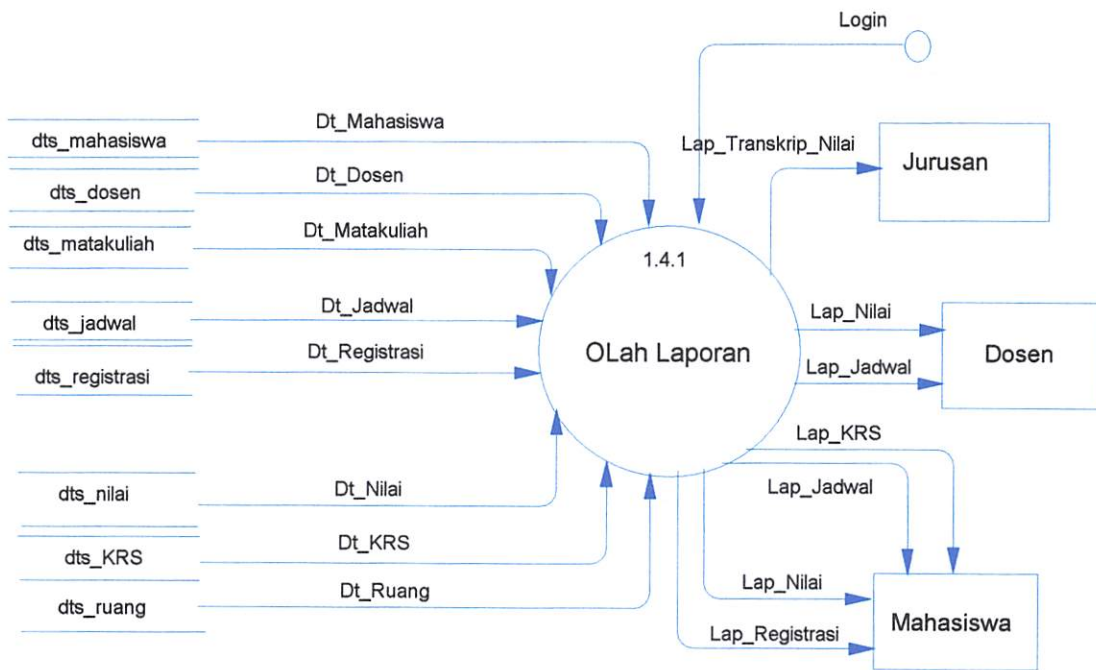 Login
dts_mahasiswa
Dt_Mahasiswa
Lap_Transkrip_Nilai
Jurusan
dts_dosen
Dt_Dosen
dts_matakuliah
Dt_Matakuliah
1.4.1
dts_jadwal
Dt_Jadwal
Lap_Nilai
dts_registrasi
Dt_Registrasi
OLah Laporan
Dosen
Lap_Jadwal
Lap_KRS
dts_nilai
Dt_Nilai
Lap_Jadwal
dts_KRS
Dt_KRS
dts_ruang
Dt_Ruang
Lap_Nilai
Mahasiswa
Lap_Registrasi